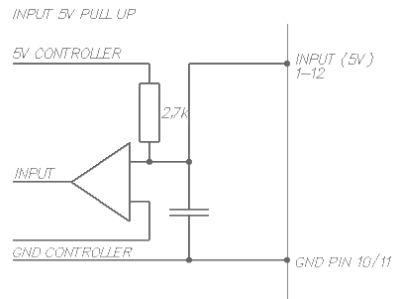 INPUT 5V PULL UP
5V CONTROLLER
INPUT (5V)
1-12
2,7k
INPUT
GND CONTROLLER
GND PIN 10/11